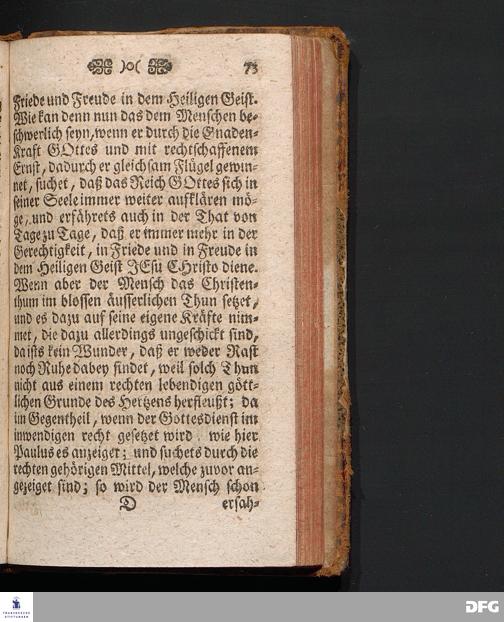 )o( 73
Friede und Freude in dem Heiligen Geist.
Wie kan denn nun das dem Menschen be-
schwerlich seyn, wenn er durch die Gnaden-
Kraft GOttes und mit rechtschaffenem
Ernst, dadurch er gleichsam Flügel gewin-
net, suchet, daß das Reich GOttes sich in
seiner Seele immer weiter aufklären mö-
ge, und erfährets auch in der That von
Tage zu Tage, daß er immer mehr in der
Gerechtigkeit, in Friede und in Freude in
dem Heiligen Geist JEsu CHristo diene.
Wenn aber der Mensch das Christen-
thum im blossen äusserlichen Thun setzet,
und es dazu auf seine eigene Kräfte nim-
met, die dazu allerdings ungeschickt sind,
da ists kein Wunder, daß er weder Rast
noch Ruhe dabey findet, weil solch Thun
nicht aus einem rechten lebendigen gött-
lichen Grunde des Hertzens herfleußt; da
im Gegentheil, wenn der Gottesdienst im
inwendigen recht gesetzet wird, wie hier
Paulus es anzeiget; und suchets durch die
rechten gehörigen Mittel, welche zuvor an-
gezeiget sind; so wird der Mensch schon
D erfah-
FRANCKESCHE
STIFTUNGEN
DFG